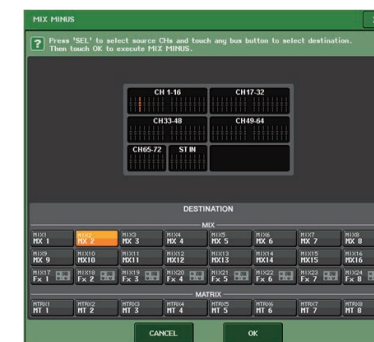 MIX MINUS
? Press 'SEL' to select source CHs and touch any bus button to select destination.
Then touch OK to execute MIX MINUS.
CH 1-16 CH17-32
CH33-48 CH49-64
CH65-72 ST IN
DESTINATION
MIX
MIX1 MIX2 MIX3 MIX4 MIX5 MIX6 MIX7 MIX8
MX 1 MX 2 MX 3 MX 4 MX 5 MX 6 MX 7 MX 8
MIX9 MIX10 MIX11 MIX12 MIX13 MIX14 MIX15 MIX16
MX 9 MX10 MX11 MX12 MX13 MX14 MX15 MX16
MIX17 MIX18 MIX19 MIX20 MIX21 MIX22 MIX23 MIX24
Fx 1 Fx 2 Fx 3 Fx 4 Fx 5 Fx 6 Fx 7 Fx 8
MATRIX
MTRX1 MTRX2 MTRX3 MTRX4 MTRX5 MTRX6 MTRX7 MTRX8
MT 1 MT 2 MT 3 MT 4 MT 5 MT 6 MT 7 MT 8
CANCEL OK